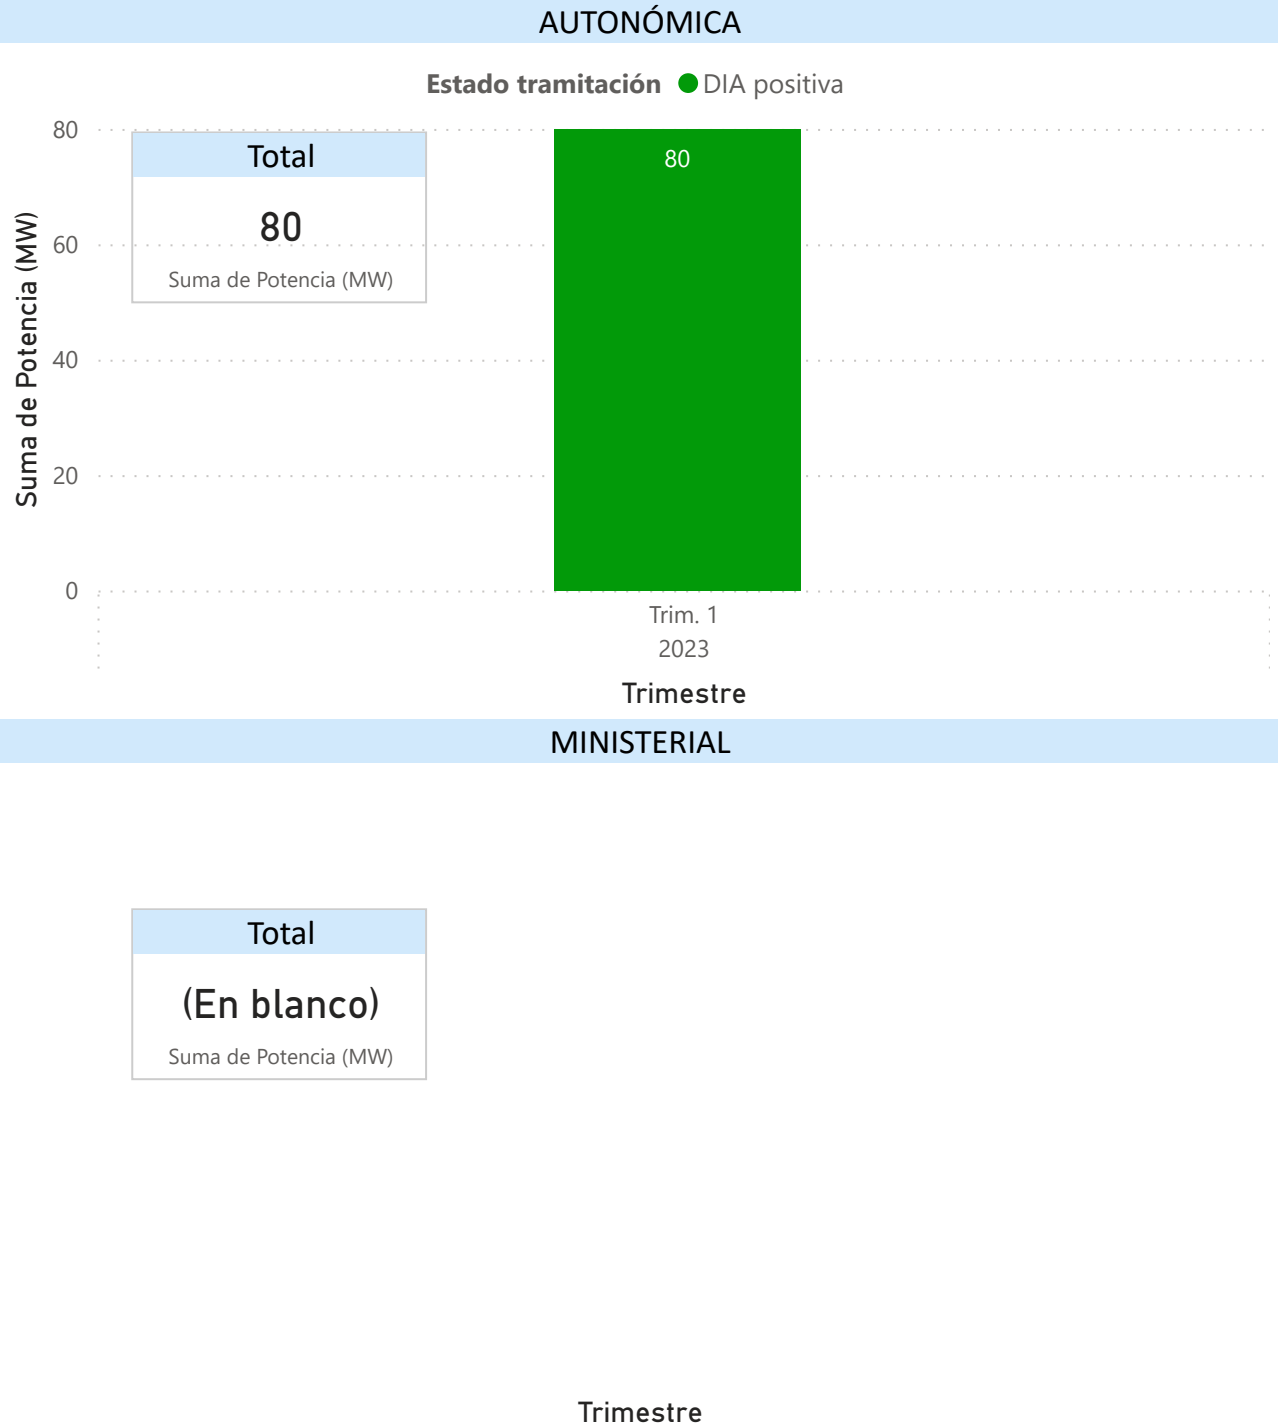 AUTONÓMICA
Estado tramitación DIA positiva
80
60
40
20
0
Suma de Potencia (MW)
Total
80
Suma de Potencia (MW)
80
Trim. 1
2023
Trimestre
MINISTERIAL
Total
(En blanco)
Suma de Potencia (MW)
Trimestre